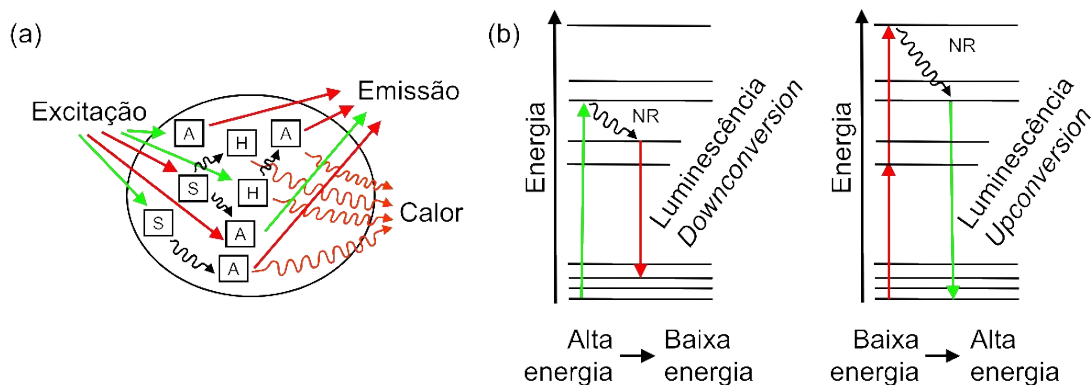 (a)
Excitação
Emissão
A
H
A
S
H
S
A
A
Calor
(b)
Energia
NR
Luminescência
Downconversion
Alta
energia
Baixa
energia
Energia
NR
Luminescência
Upconversion
Baixa
energia
Alta
energia